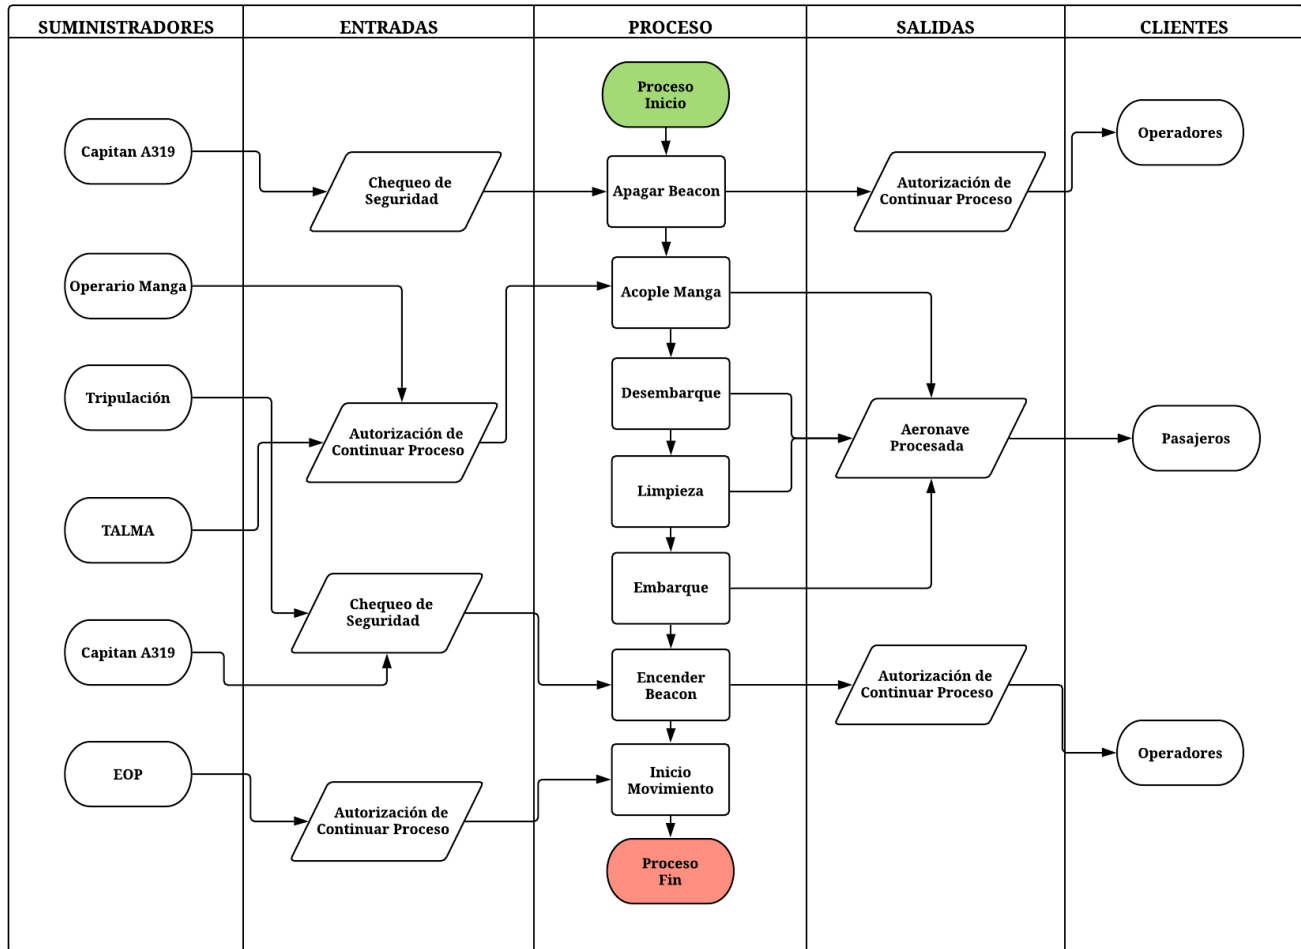 SUMINISTRADORES
ENTRADAS
PROCESO
SALIDAS
CLIENTES
Proceso
Inicio
Capitan A319
Chequeo de
Seguridad
Apagar Beacon
Autorización de
Continuar Proceso
Operadores
Operario Manga
Acople Manga
Tripulación
Autorización de
Continuar Proceso
Desembarque
Aeronave
Procesada
Pasajeros
Limpieza
TALMA
Embarque
Chequeo de
Seguridad
Capitan A319
Encender
Beacon
Autorización de
Continuar Proceso
Operadores
EOP
Autorización de
Continuar Proceso
Inicio
Movimiento
Proceso
Fin